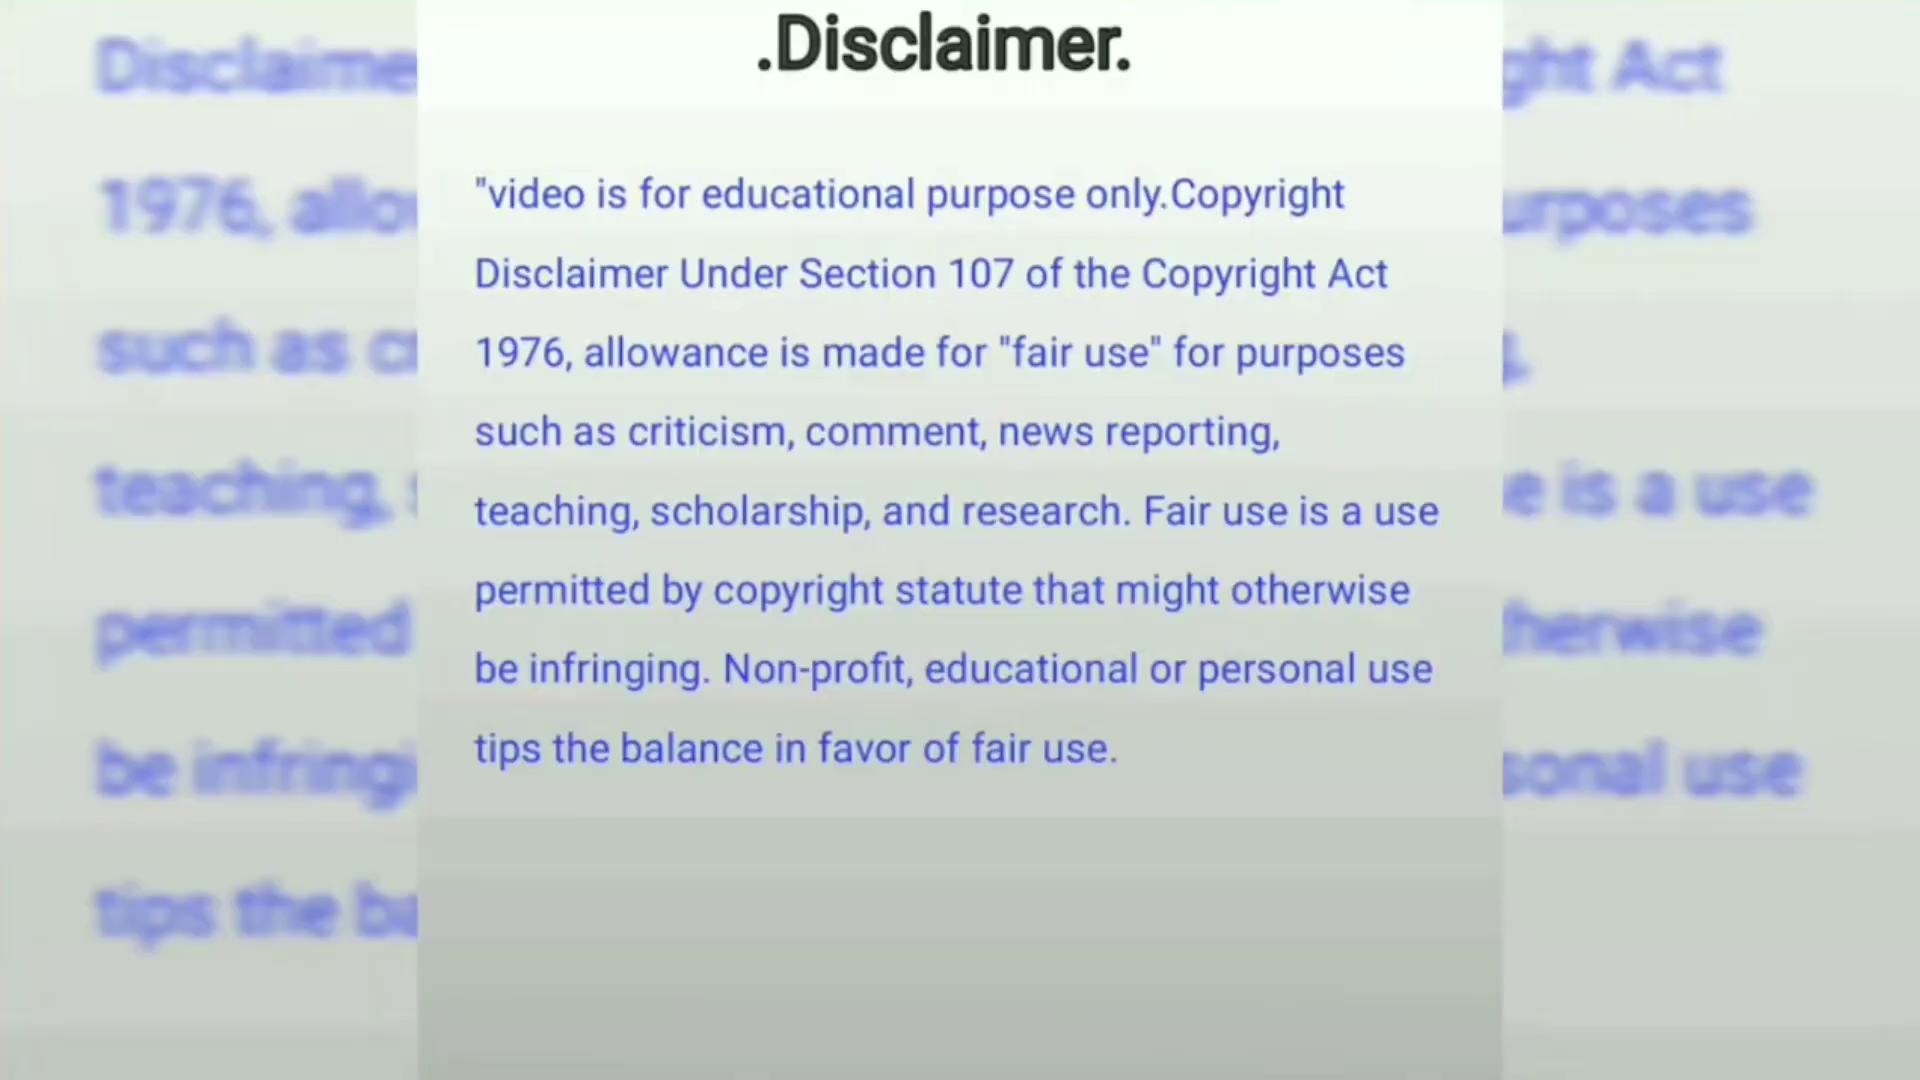 .Disclaimer.
"video is for educational purpose only.Copyright
Disclaimer Under Section 107 of the Copyright Act
1976, allowance is made for "fair use" for purposes
such as criticism, comment, news reporting,
teaching, scholarship, and research. Fair use is a use
permitted by copyright statute that might otherwise
be infringing. Non-profit, educational or personal use
tips the balance in favor of fair use.